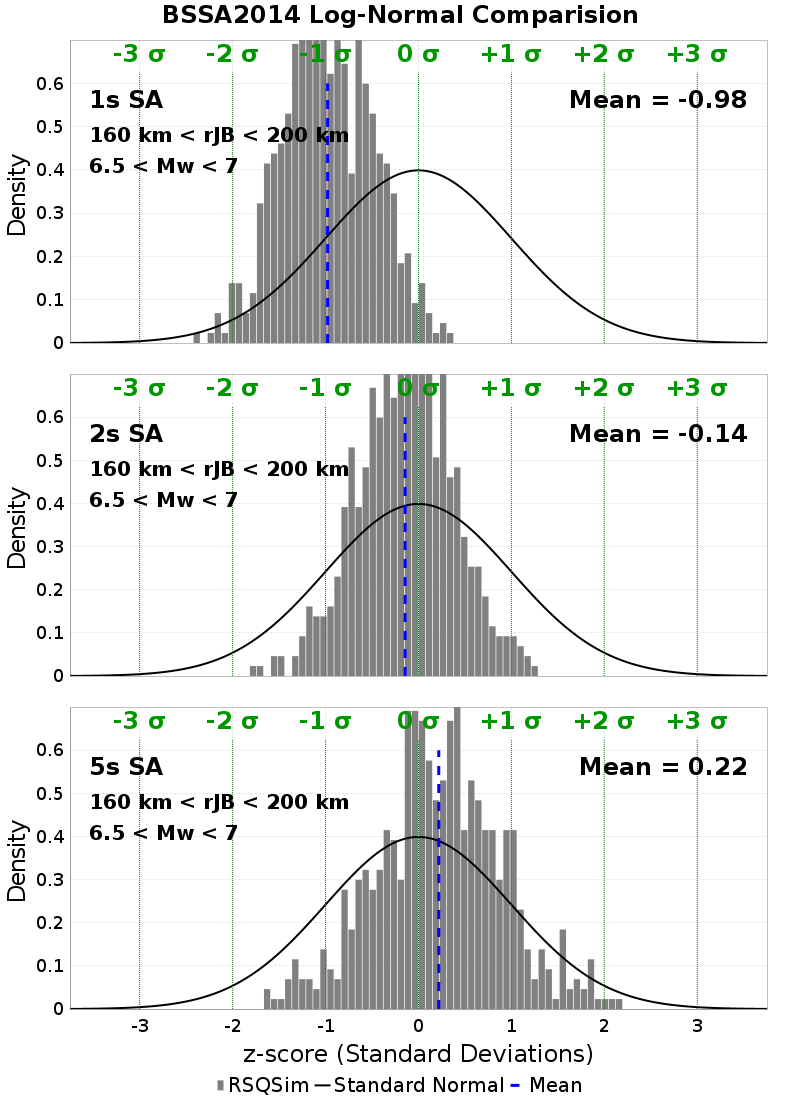 BSSA2014 Log-Normal Comparision
-3 σ -2 σ -1 σ 0 σ +1 σ +2 σ +3 σ
1s SA Mean = -0.98
160 km < rJB < 200 km
6.5 < Mw < 7
0.6
0.5
0.4
0.3
0.2
0.1
0
Density
-3 σ -2 σ -1 σ 0 σ +1 σ +2 σ +3 σ
2s SA Mean = -0.14
160 km < rJB < 200 km
6.5 < Mw < 7
0.6
0.5
0.4
0.3
0.2
0.1
0
Density
-3 σ -2 σ -1 σ 0 σ +1 σ +2 σ +3 σ
5s SA Mean = 0.22
160 km < rJB < 200 km
6.5 < Mw < 7
0.6
0.5
0.4
0.3
0.2
0.1
0
Density
-3 -2 -1 0 1 2 3
z-score (Standard Deviations)
RSQSim Standard Normal Mean